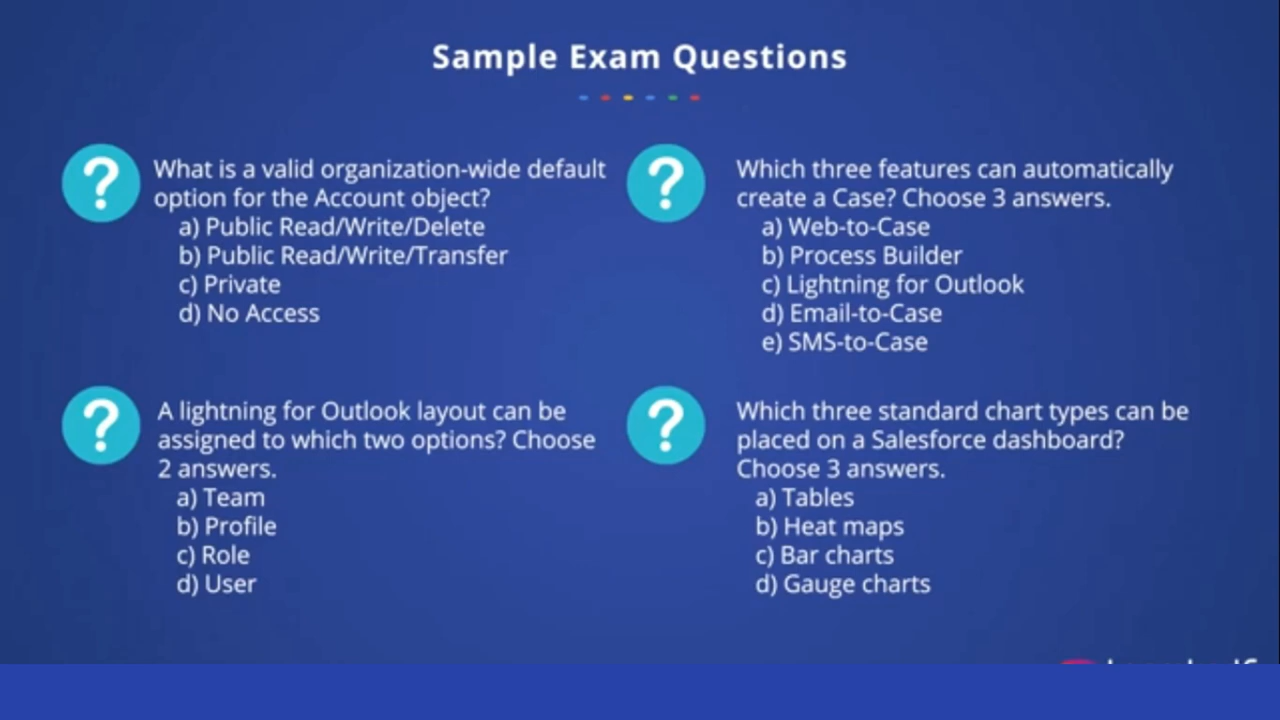 Sample Exam Questions
What is a valid organization-wide default
option for the Account object?
a) Public Read/Write/Delete
b) Public Read/Write/Transfer
c) Private
d) No Access
Which three features can automatically
create a Case? Choose 3 answers.
a) Web-to-Case
b) Process Builder
c) Lightning for Outlook
d) Email-to-Case
e) SMS-to-Case
A lightning for Outlook layout can be
assigned to which two options? Choose
2 answers.
a) Team
b) Profile
c) Role
d) User
Which three standard chart types can be
placed on a Salesforce dashboard?
Choose 3 answers.
a) Tables
b) Heat maps
c) Bar charts
d) Gauge charts